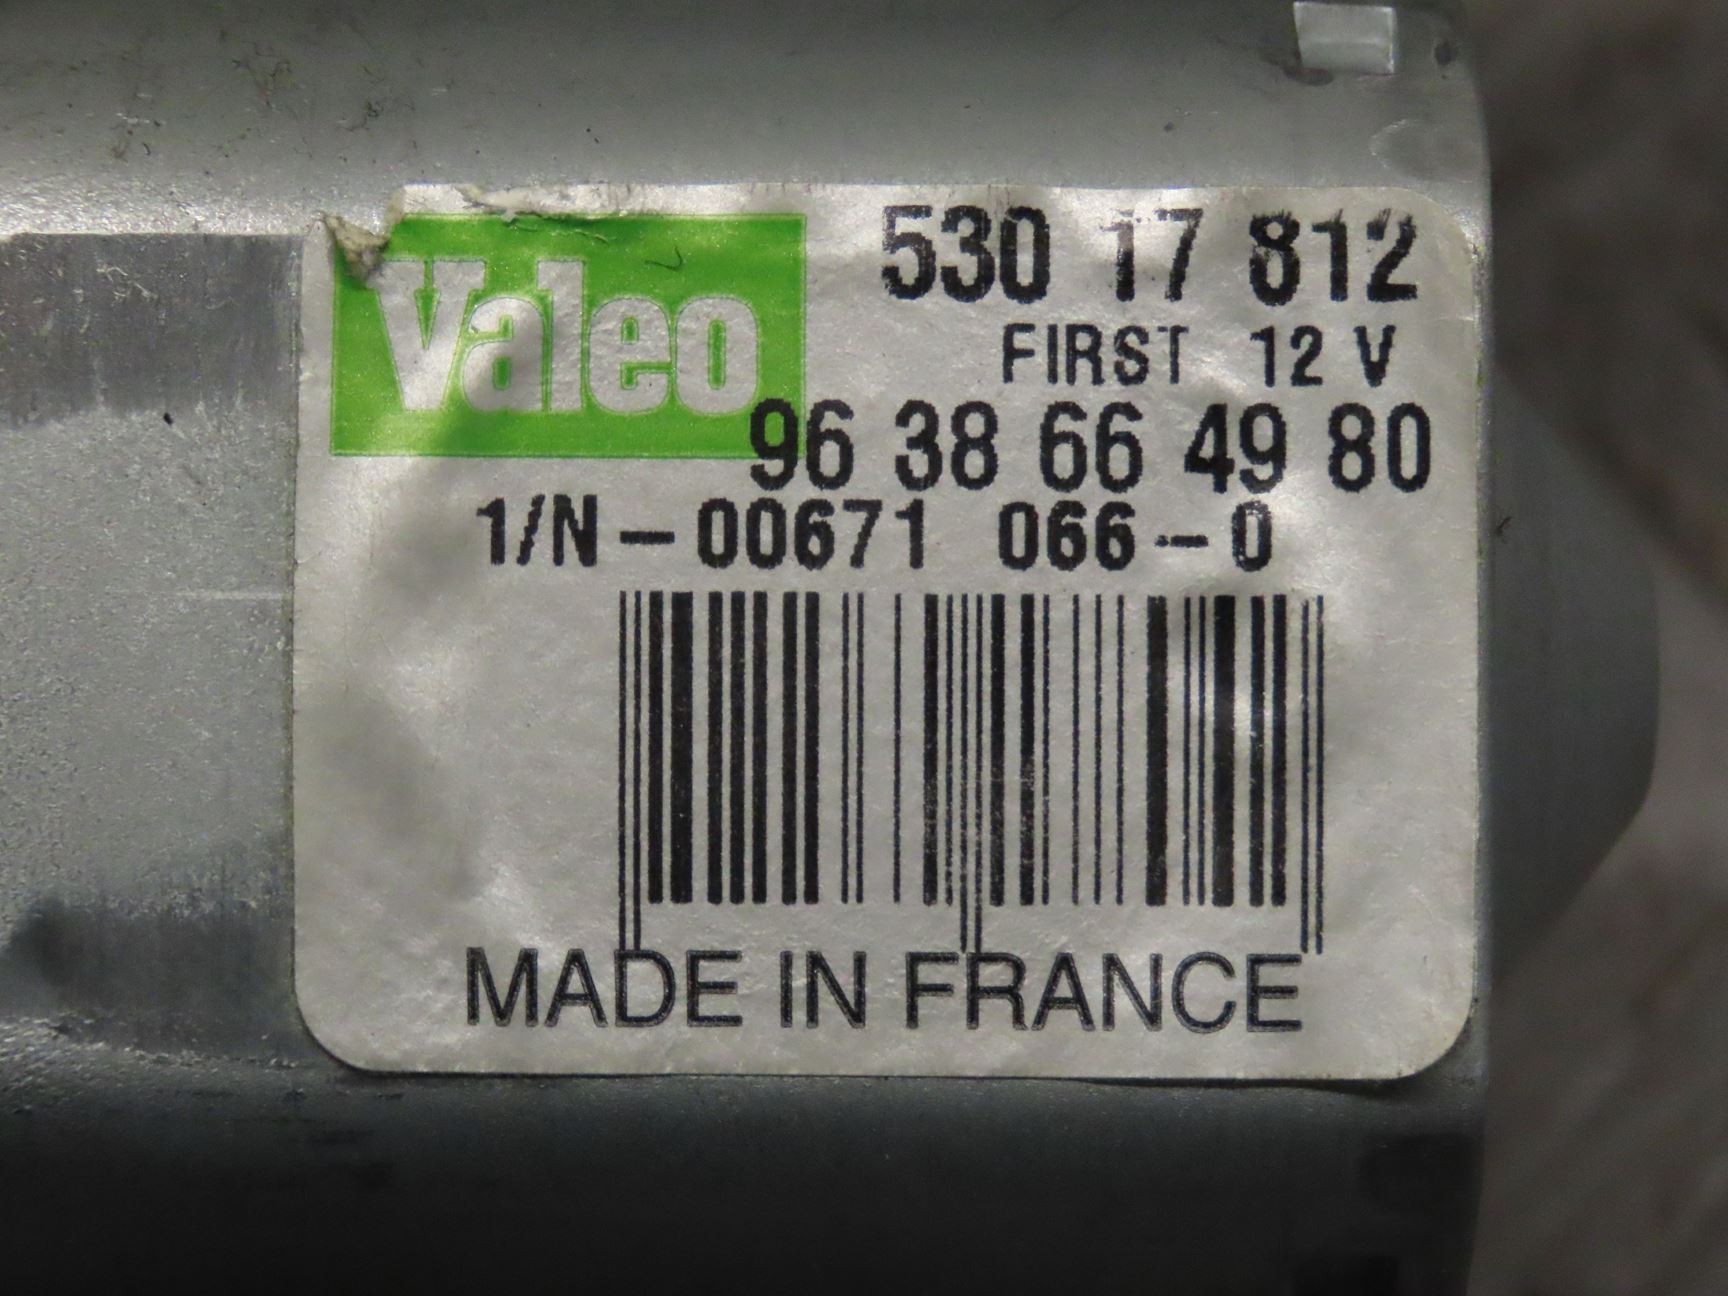 Valeo
530 17 812
FIRST 12 V
96 38 66 49 80
1/N - 00671 066 - 0
MADE IN FRANCE